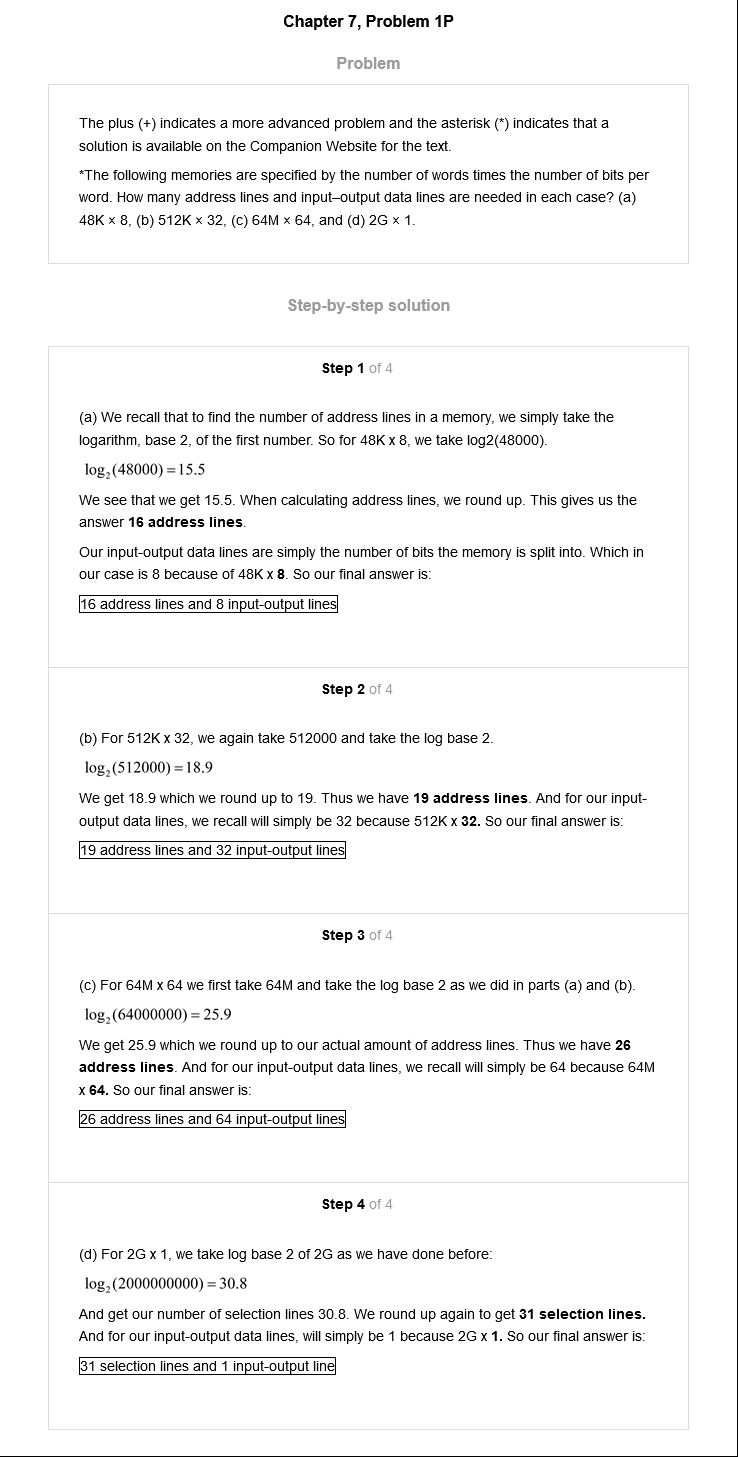 Chapter 7, Problem 1P
Problem
The plus (+) indicates a more advanced problem and the asterisk (*) indicates that a
solution is available on the Companion Website for the text.
*The following memories are specified by the number of words times the number of bits per
word. How many address lines and input–output data lines are needed in each case? (a)
48K × 8, (b) 512K × 32, (c) 64M × 64, and (d) 2G × 1.
Step-by-step solution
Step 1 of 4
(a) We recall that to find the number of address lines in a memory, we simply take the
logarithm, base 2, of the first number. So for 48K x 8, we take log2(48000).
log₂(48000) = 15.5
We see that we get 15.5. When calculating address lines, we round up. This gives us the
answer 16 address lines.
Our input-output data lines are simply the number of bits the memory is split into. Which in
our case is 8 because of 48K x 8. So our final answer is:
16 address lines and 8 input-output lines
Step 2 of 4
(b) For 512K x 32, we again take 512000 and take the log base 2.
log₂(512000) = 18.9
We get 18.9 which we round up to 19. Thus we have 19 address lines. And for our input-
output data lines, we recall will simply be 32 because 512K x 32. So our final answer is:
19 address lines and 32 input-output lines
Step 3 of 4
(c) For 64M x 64 we first take 64M and take the log base 2 as we did in parts (a) and (b).
log₂(64000000) = 25.9
We get 25.9 which we round up to our actual amount of address lines. Thus we have 26
address lines. And for our input-output data lines, we recall will simply be 64 because 64M
x 64. So our final answer is:
26 address lines and 64 input-output lines
Step 4 of 4
(d) For 2G x 1, we take log base 2 of 2G as we have done before:
log₂(2000000000) = 30.8
And get our number of selection lines 30.8. We round up again to get 31 selection lines.
And for our input-output data lines, will simply be 1 because 2G x 1. So our final answer is:
31 selection lines and 1 input-output line